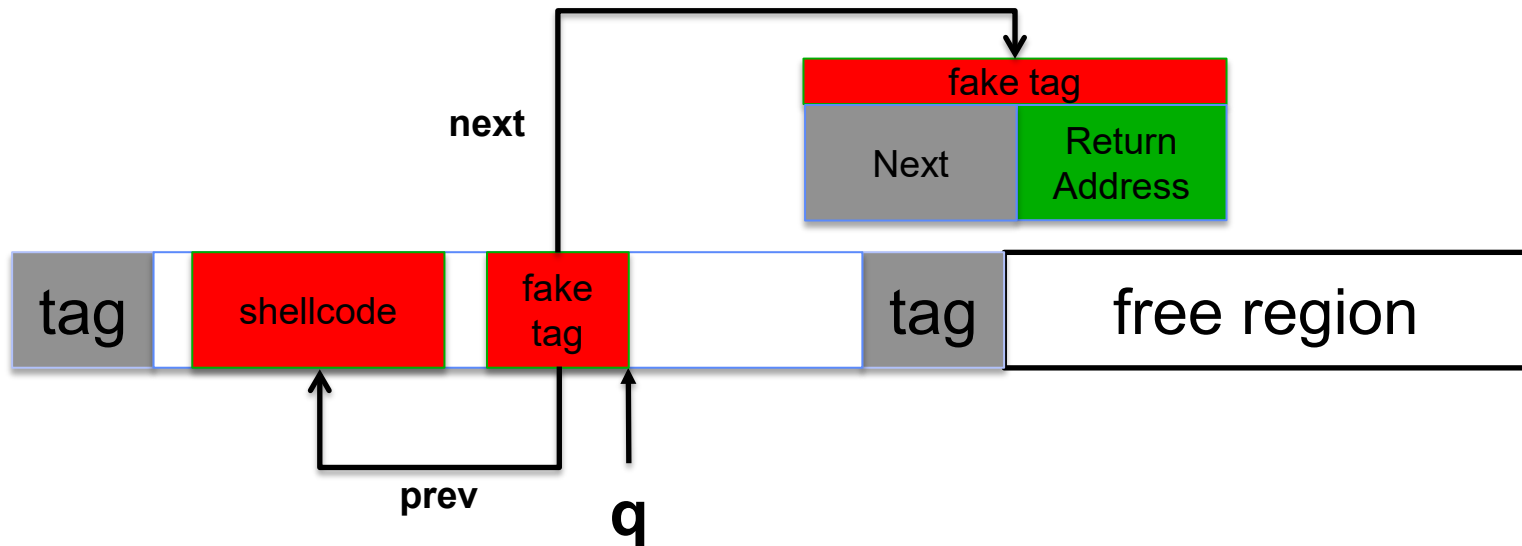 fake tag
next
Next
Return
Address
tag
shellcode
fake
tag
tag
free region
prev
q